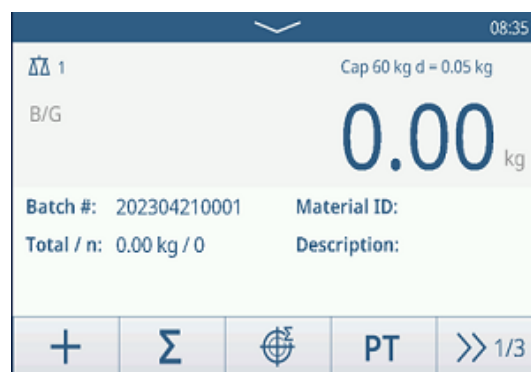 08:35
1 Cap 60 kg d = 0.05 kg
B/G
0.00 kg
Batch #: 202304210001 Material ID:
Total / n: 0.00 kg / 0 Description:
+ Σ Σ PT >> 1/3